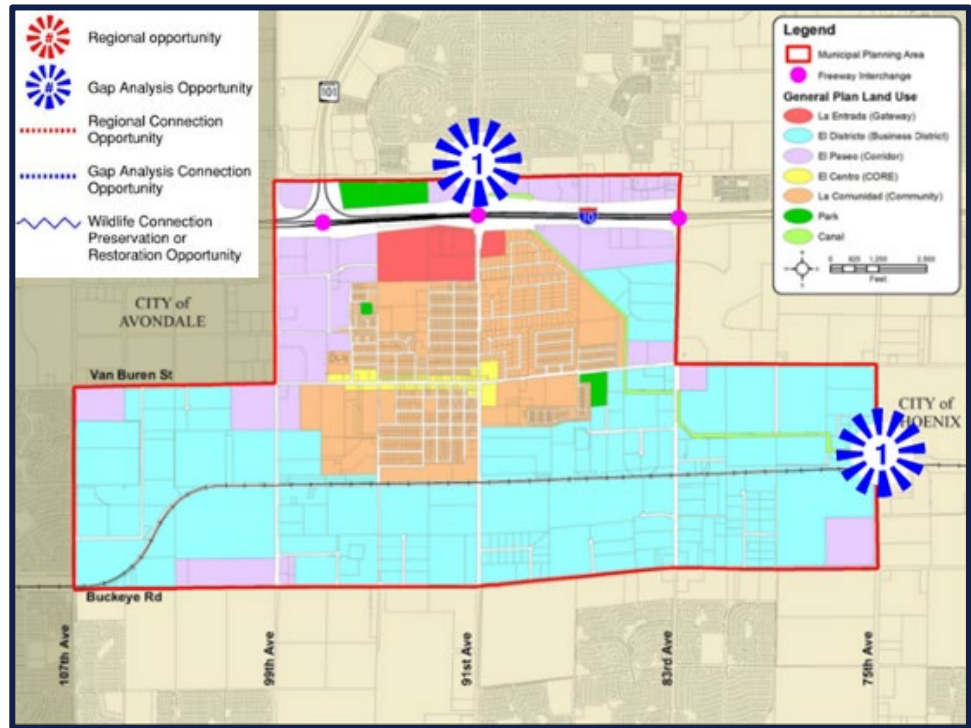 #
Regional opportunity
#
Gap Analysis Opportunity
Regional Connection
Opportunity
Gap Analysis Connection
Opportunity
Wildlife Connection
Preservation or
Restoration Opportunity
101
1
10
Legend
Municipal Planning Area
Freeway Interchange
General Plan Land Use
La Entrada (Gateway)
El Districto (Business District)
El Paseo (Corridor)
El Centro (CORE)
La Comunidad (Community)
Park
Canal
0 625 1,250 2,500
Feet
CITY of
AVONDALE
Van Buren St
CITY of
HOENIX
1
Buckeye Rd
107th Ave
99th Ave
91st Ave
83rd Ave
75th Ave